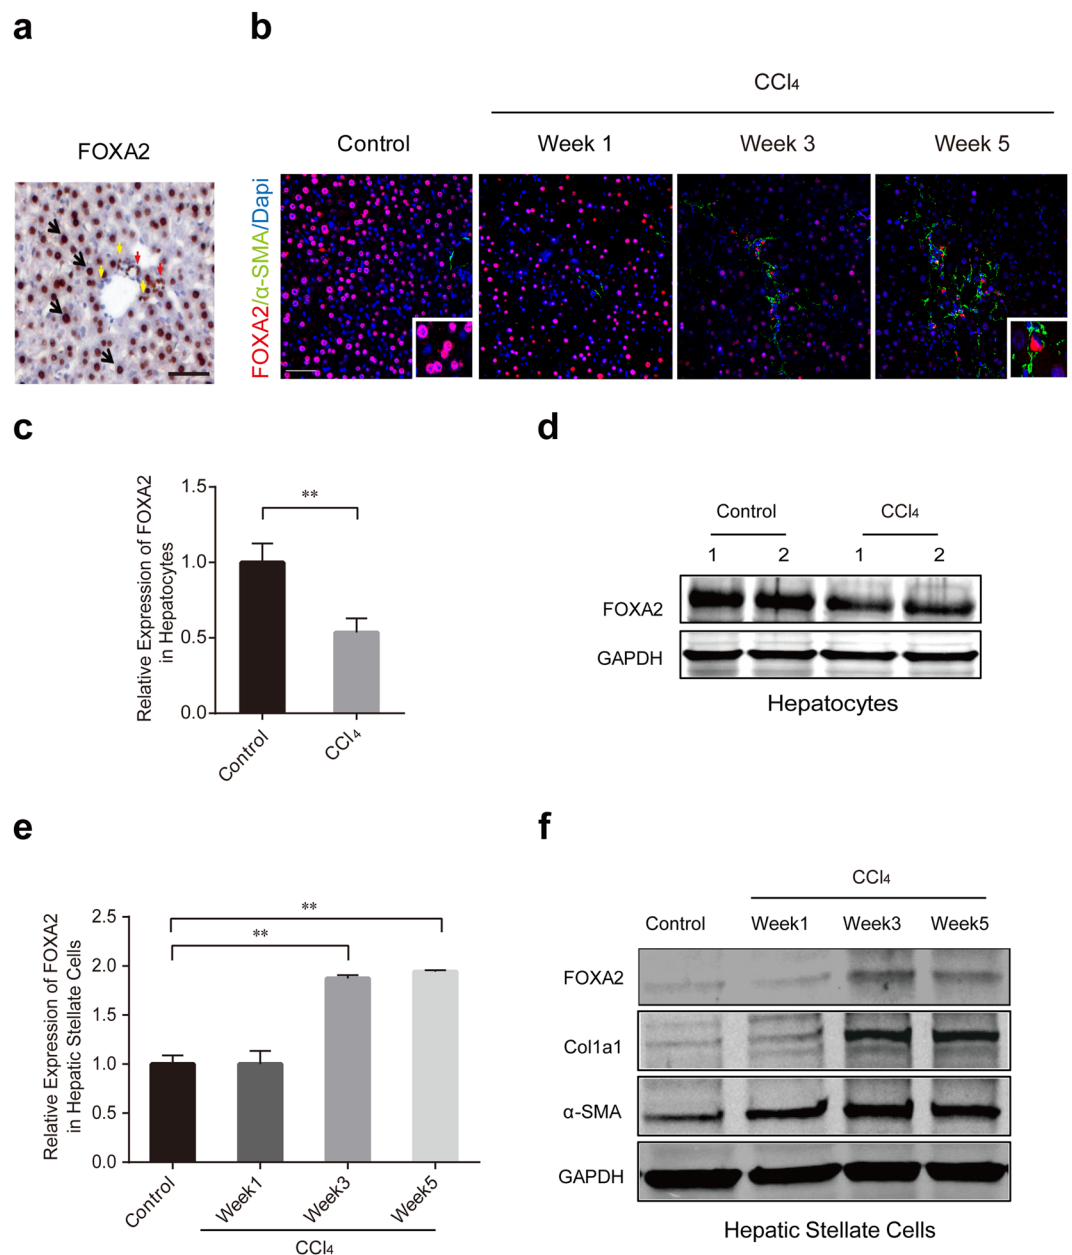 a
b
CCl₄
FOXA2
Control
Week 1
Week 3
Week 5
FOXA2/α-SMA/Dapi
c
d
Relative Expression of FOXA2
in Hepatocytes
1.5
1.0
0.5
0.0
**
Control
CCl₄
Control
CCl₄
1
2
1
2
FOXA2
GAPDH
Hepatocytes
e
f
Relative Expression of FOXA2
in Hepatic Stellate Cells
2.5
2.0
1.5
1.0
0.5
0.0
**
**
Control
Week1
Week3
Week5
CCl₄
CCl₄
Control
Week1
Week3
Week5
FOXA2
Col1a1
α-SMA
GAPDH
Hepatic Stellate Cells